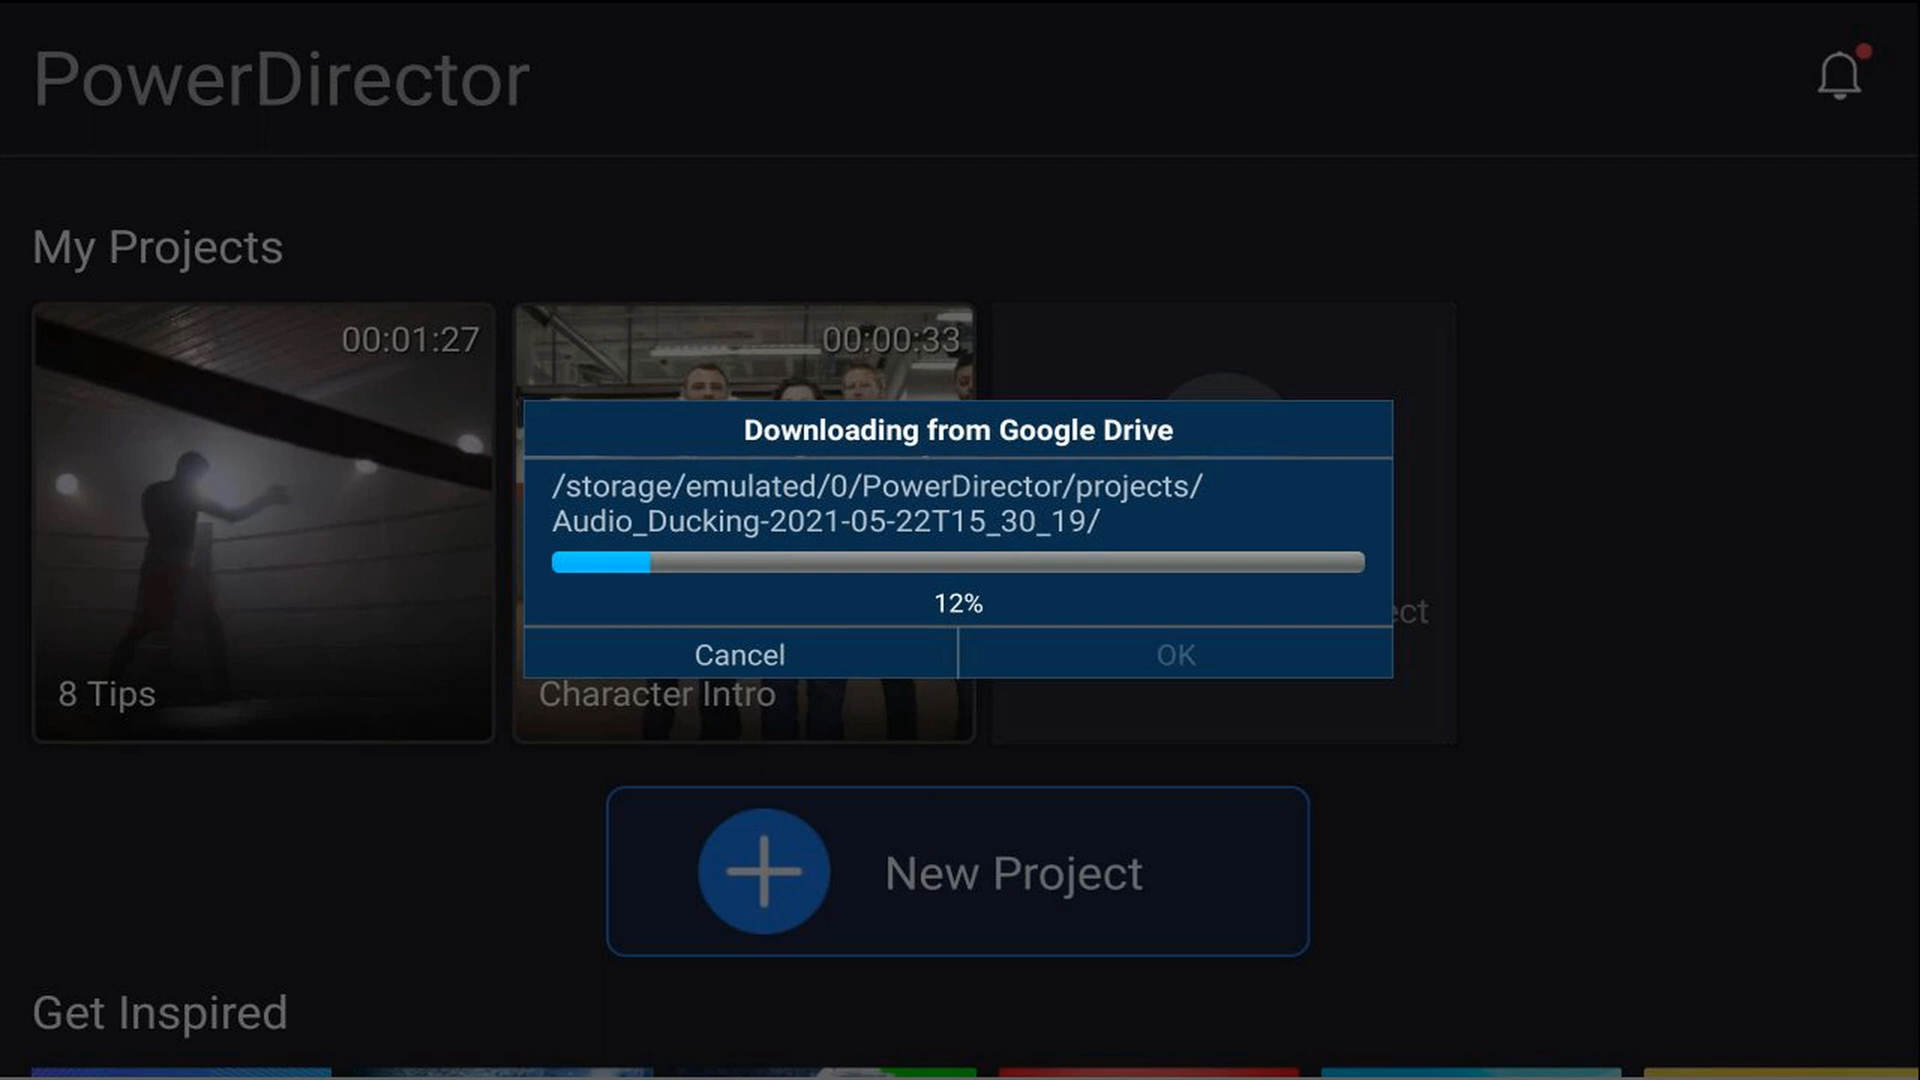 PowerDirector
My Projects
00:01:27
00:00:33
Downloading from Google Drive
/storage/emulated/0/PowerDirector/projects/
Audio_Ducking-2021-05-22T15_30_19/
12%
Cancel
OK
8 Tips
Character Intro
New Project
Get Inspired